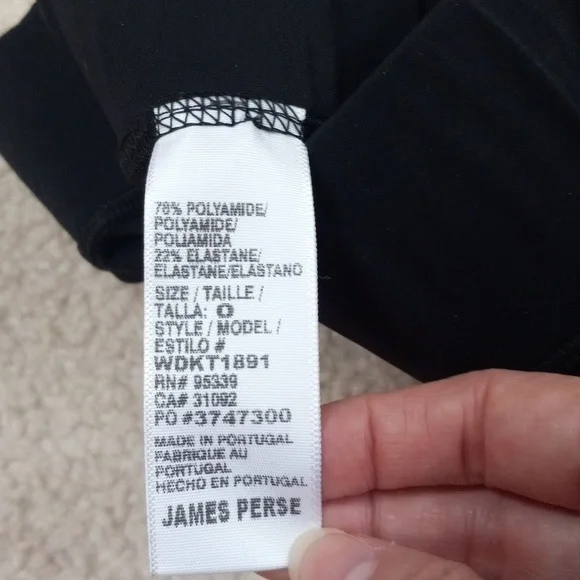 78% POLYAMIDE/
POLYAMIDE/
POLIAMIDA
22% ELASTANE/
ELASTANE/ELASTANO
SIZE / TAILLE /
TALLA: 0
STYLE / MODEL /
ESTILO #
WDKT1891
RN# 95339
CA# 31092
PO #3747300
MADE IN PORTUGAL
FABRIQUE AU
PORTUGAL
HECHO EN PORTUGAL
JAMES PERSE